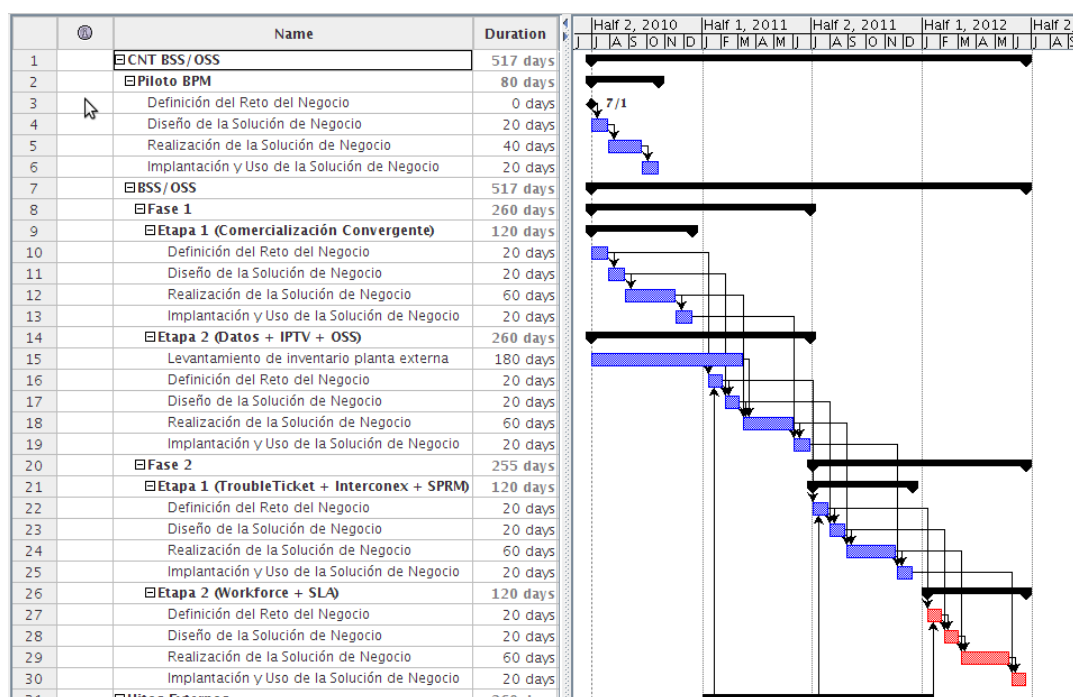 Name Duration Half 2, 2010 Half 1, 2011 Half 2, 2011 Half 1, 2012 Half 2,
J J A S O N D J F M A M J J A S O N D J F M A M J J A S
1 CNT BSS/OSS 517 days
2 Piloto BPM 80 days
3 Definición del Reto del Negocio 0 days 7/1
4 Diseño de la Solución de Negocio 20 days
5 Realización de la Solución de Negocio 40 days
6 Implantación y Uso de la Solución de Negocio 20 days
7 BSS/OSS 517 days
8 Fase 1 260 days
9 Etapa 1 (Comercialización Convergente) 120 days
10 Definición del Reto del Negocio 20 days
11 Diseño de la Solución de Negocio 20 days
12 Realización de la Solución de Negocio 60 days
13 Implantación y Uso de la Solución de Negocio 20 days
14 Etapa 2 (Datos + IPTV + OSS) 260 days
15 Levantamiento de inventario planta externa 180 days
16 Definición del Reto del Negocio 20 days
17 Diseño de la Solución de Negocio 20 days
18 Realización de la Solución de Negocio 60 days
19 Implantación y Uso de la Solución de Negocio 20 days
20 Fase 2 255 days
21 Etapa 1 (TroubleTicket + Interconex + SPRM) 120 days
22 Definición del Reto del Negocio 20 days
23 Diseño de la Solución de Negocio 20 days
24 Realización de la Solución de Negocio 60 days
25 Implantación y Uso de la Solución de Negocio 20 days
26 Etapa 2 (Workforce + SLA) 120 days
27 Definición del Reto del Negocio 20 days
28 Diseño de la Solución de Negocio 20 days
29 Realización de la Solución de Negocio 60 days
30 Implantación y Uso de la Solución de Negocio 20 days